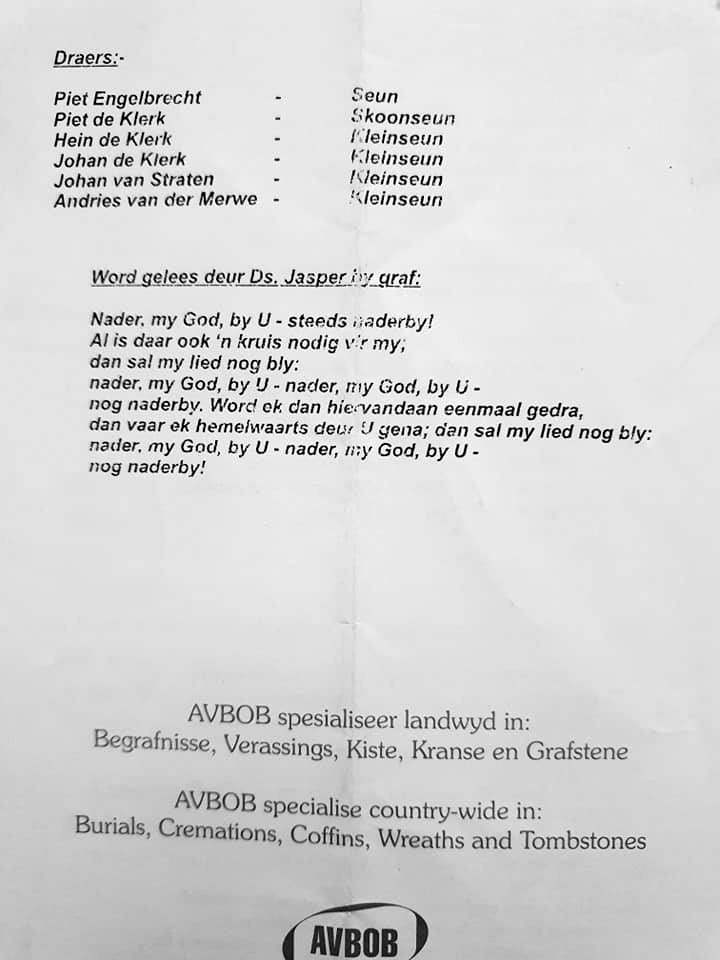 Draers:-
Piet Engelbrecht - Seun
Piet de Klerk - Skoonseun
Hein de Klerk - Kleinseun
Johan de Klerk - Kleinseun
Johan van Straten - Kleinseun
Andries van der Merwe - Kleinseun
Word gelees deur Ds. Jasper by graf:
Nader, my God, by U - steeds naderby!
Al is daar ook 'n kruis nodig vir my;
dan sal my lied nog bly:
nader, my God, by U - nader, my God, by U -
nog naderby. Word ek dan hiervandaan eenmaal gedra,
dan vaar ek hemelwaarts deur U gena; dan sal my lied nog bly:
nader, my God, by U - nader, my God, by U -
nog naderby!
AVBOB spesialiseer landwyd in:
Begrafnisse, Verassings, Kiste, Kranse en Grafstene
AVBOB specialise country-wide in:
Burials, Cremations, Coffins, Wreaths and Tombstones
AVBOB